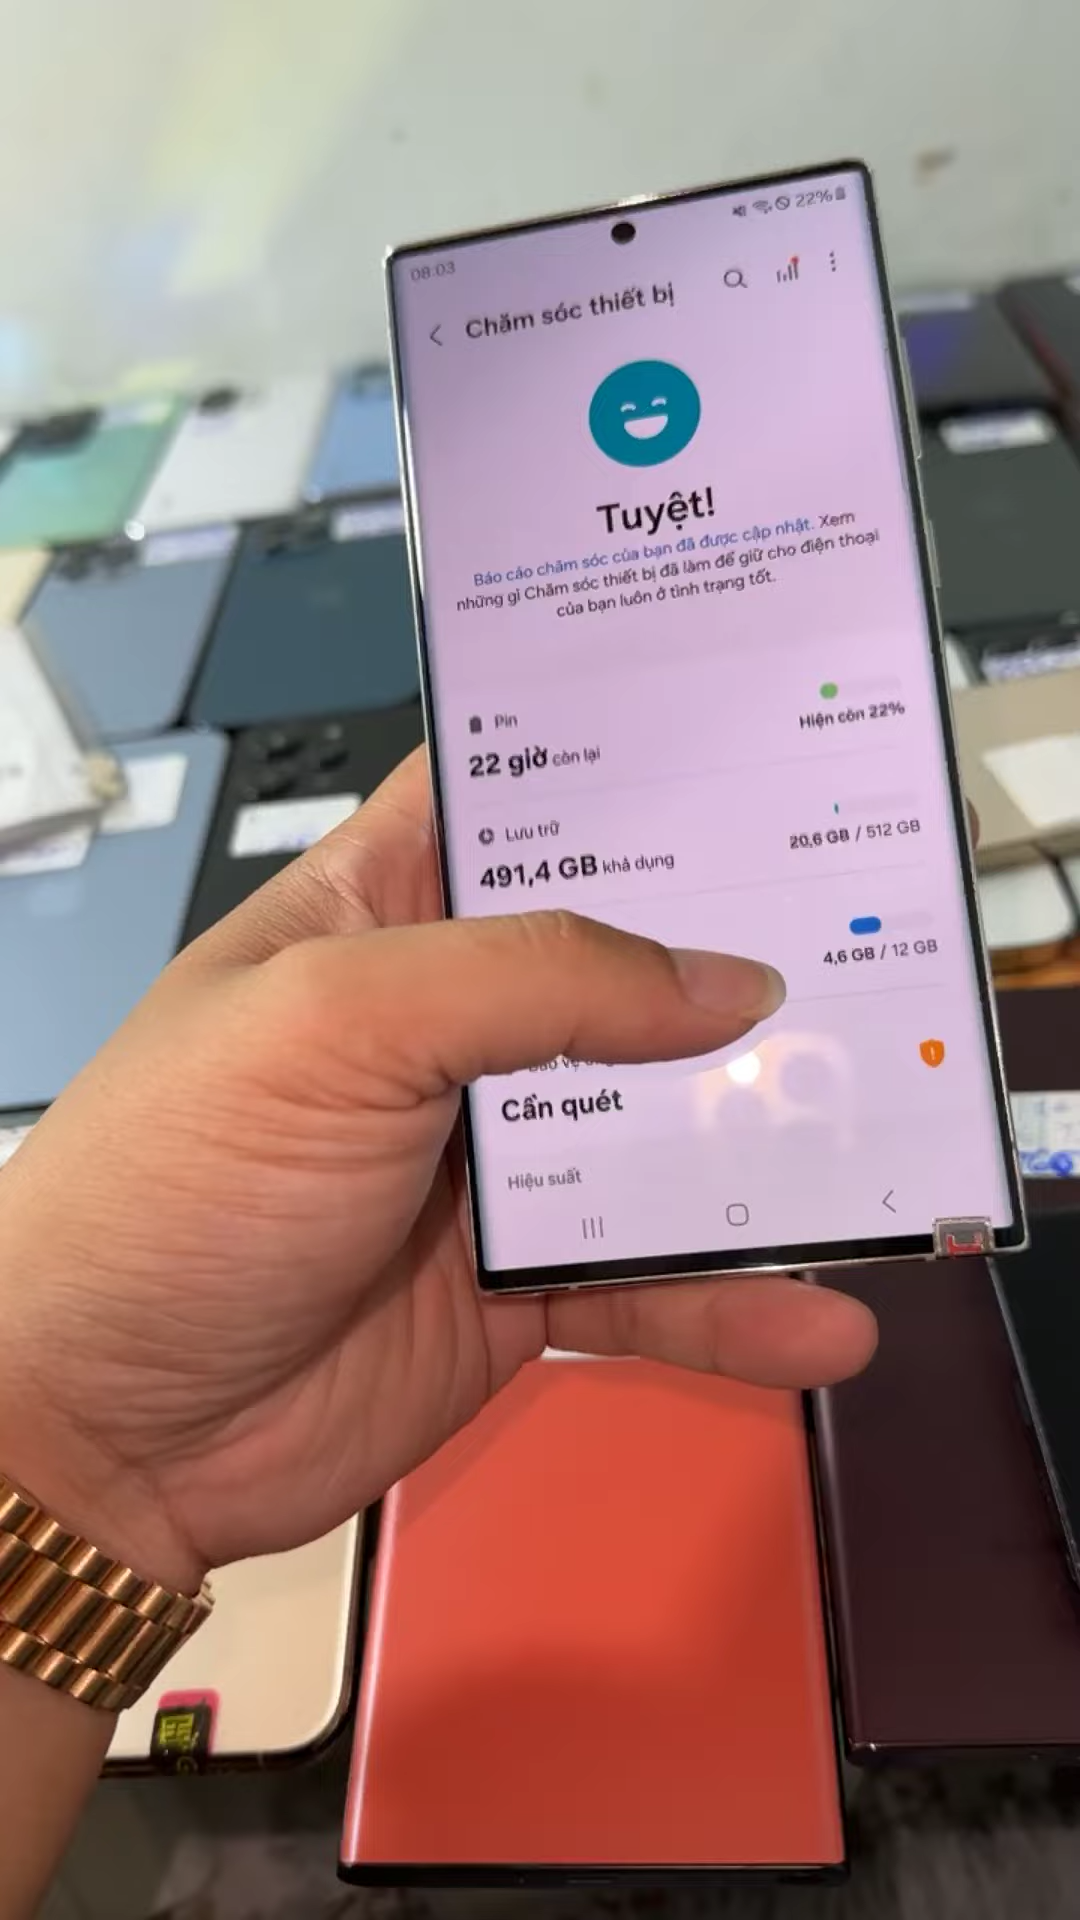 08:03
22%
Chăm sóc thiết bị
Tuyệt!
Báo cáo chăm sóc của bạn đã được cập nhật. Xem
những gì Chăm sóc thiết bị đã làm để giữ cho điện thoại
của bạn luôn ở tình trạng tốt.
Pin
22 giờ còn lại
Hiện còn 22%
Lưu trữ
491,4 GB khả dụng
20,6 GB / 512 GB
4,6 GB / 12 GB
Cần quét
Hiệu suất